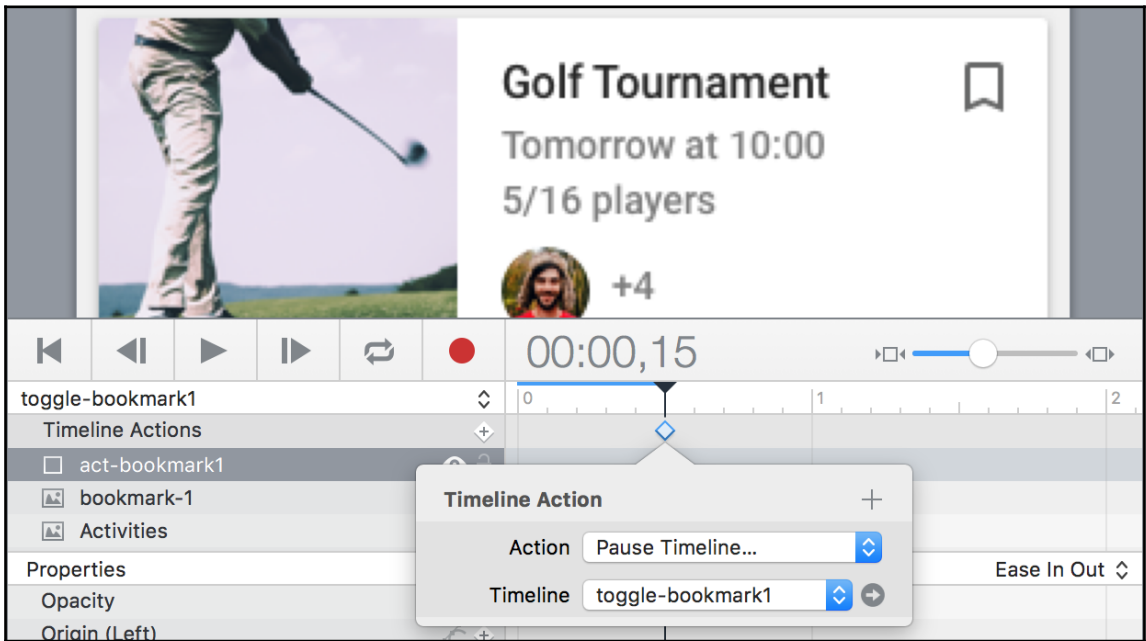 Golf Tournament
Tomorrow at 10:00
5/16 players
+4
00:00,15
toggle-bookmark1
0 1 2
Timeline Actions
act-bookmark1
bookmark-1
Activities
Timeline Action
Action Pause Timeline...
Timeline toggle-bookmark1
Properties
Ease In Out
Opacity
Origin (Left)